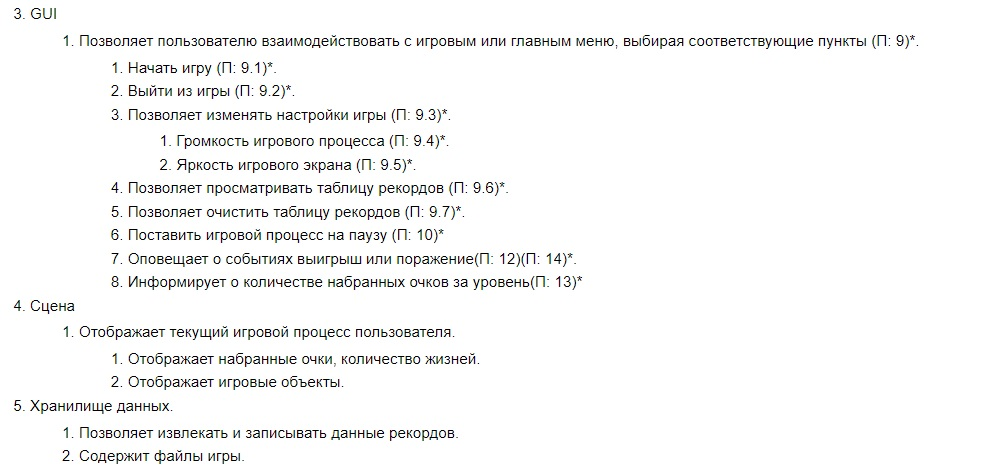 3. GUI
1. Позволяет пользователю взаимодействовать с игровым или главным меню, выбирая соответствующие пункты (П: 9)*.
1. Начать игру (П: 9.1)*.
2. Выйти из игры (П: 9.2)*.
3. Позволяет изменять настройки игры (П: 9.3)*.
1. Громкость игрового процесса (П: 9.4)*.
2. Яркость игрового экрана (П: 9.5)*.
4. Позволяет просматривать таблицу рекордов (П: 9.6)*.
5. Позволяет очистить таблицу рекордов (П: 9.7)*.
6. Поставить игровой процесс на паузу (П: 10)*
7. Оповещает о событиях выигрыш или поражение(П: 12)(П: 14)*.
8. Информирует о количестве набранных очков за уровень(П: 13)*
4. Сцена
1. Отображает текущий игровой процесс пользователя.
1. Отображает набранные очки, количество жизней.
2. Отображает игровые объекты.
5. Хранилище данных.
1. Позволяет извлекать и записывать данные рекордов.
2. Содержит файлы игры.